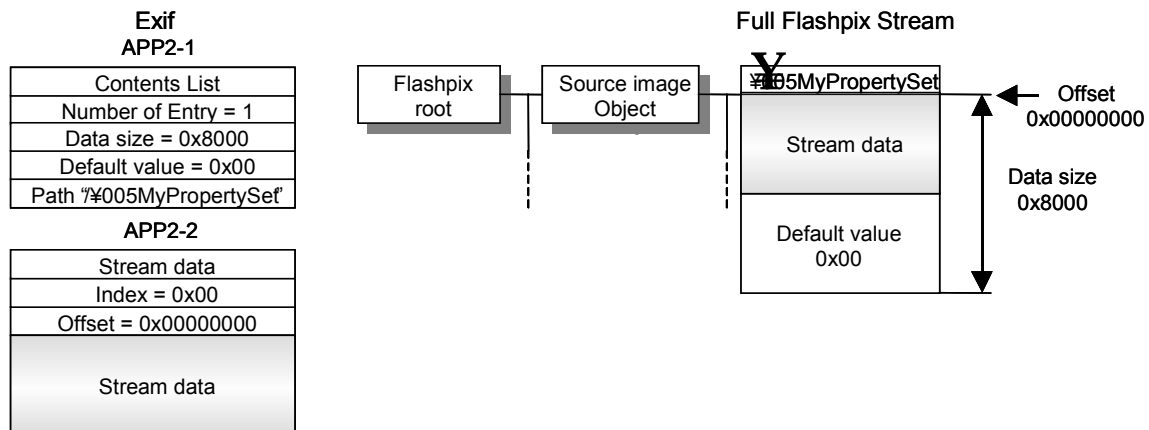 Exif
APP2-1
Contents List
Number of Entry = 1
Data size = 0x8000
Default value = 0x00
Path “/¥005MyPropertySet”
APP2-2
Stream data
Index = 0x00
Offset = 0x00000000
Stream data
Flashpix
root
Source image
Object
Full Flashpix Stream
¥005MyPropertySet
Stream data
Default value
0x00
Offset
0x00000000
Data size
0x8000